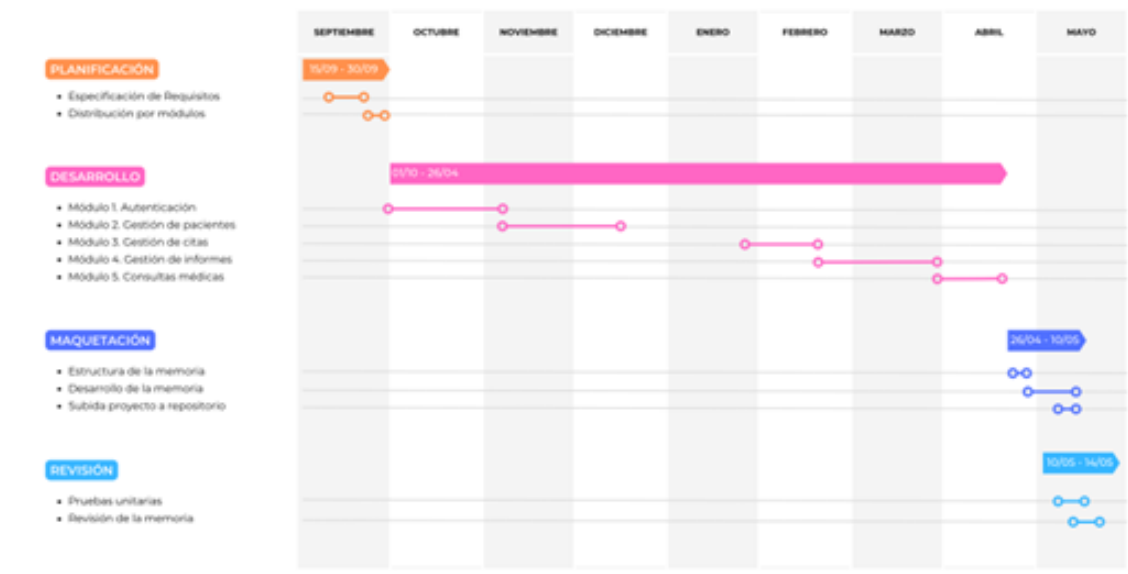 SEPTIEMBRE OCTUBRE NOVIEMBRE DICIEMBRE ENERO FEBRERO MARZO ABRIL MAYO
PLANIFICACIÓN 15/09 - 30/09
• Especificación de Requisitos
• Distribución por módulos
DESARROLLO 01/10 - 26/04
• Módulo 1. Autenticación
• Módulo 2. Gestión de pacientes
• Módulo 3. Gestión de citas
• Módulo 4. Gestión de informes
• Módulo 5. Consultas médicas
MAQUETACIÓN 26/04 - 10/05
• Estructura de la memoria
• Desarrollo de la memoria
• Subida proyecto a repositorio
REVISIÓN 10/05 - 14/05
• Pruebas unitarias
• Revisión de la memoria